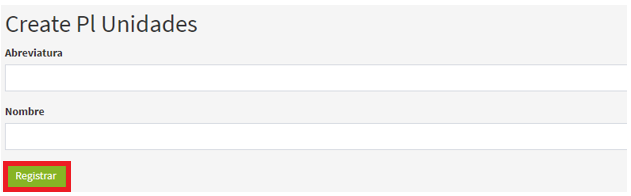 Create Pl Unidades
Abreviatura
Nombre
Registrar